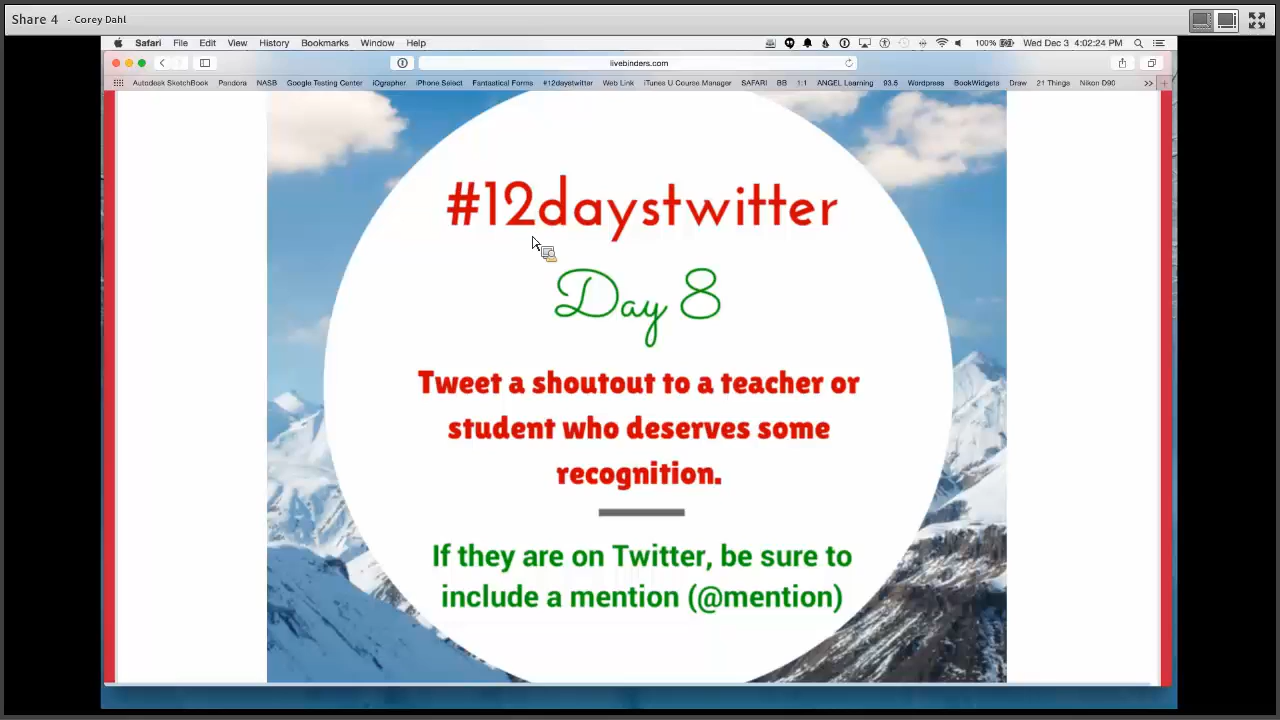 Share 4 - Corey Dahl
Safari File Edit View History Bookmarks Window Help 100% Wed Dec 3 4:02:24 PM
livebinders.com
Autodesk SketchBook Pandora NASB Google Testing Center iOgrapher iPhone Select Fantastical Forms #12daystwitter Web Link iTunes U Course Manager SAFARI BB 1:1 ANGEL Learning 93.5 Wordpress BookWidgets Draw 21 Things Nikon D90 >>
#12daystwitter
Day 8
Tweet a shoutout to a teacher or
student who deserves some
recognition.
If they are on Twitter, be sure to
include a mention (@mention)